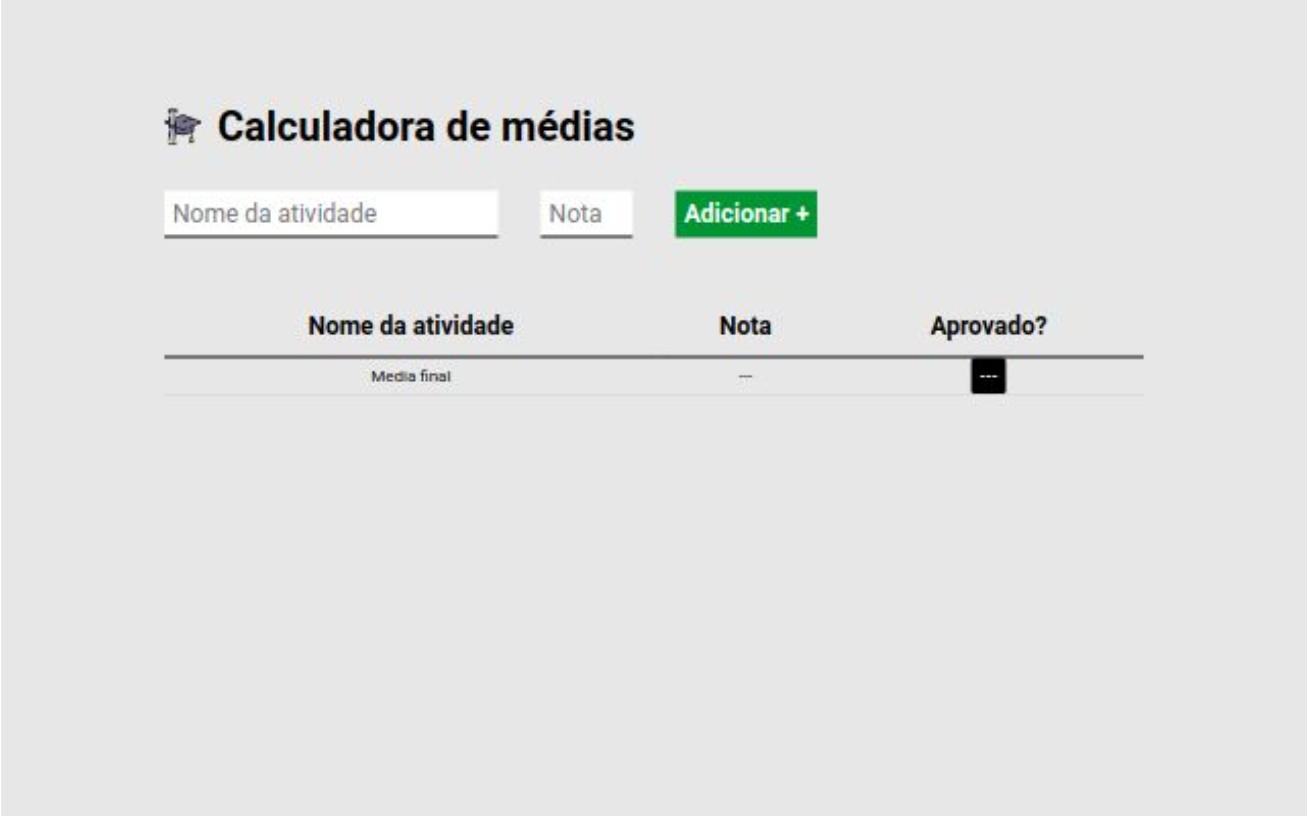 Calculadora de médias
Nome da atividade Nota Adicionar +
Nome da atividade Nota Aprovado?
Media final --- ---